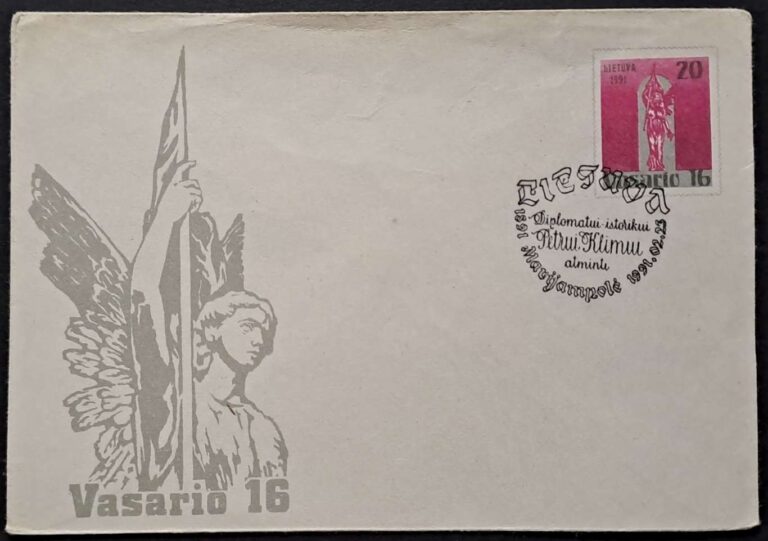 LIETUVA 20
1991
Vasario 16
LIETUVA
Diplomatui-istorikui
Petrui Klimui
atminti
1891 Marijampolė 1991.02.23
Vasario 16